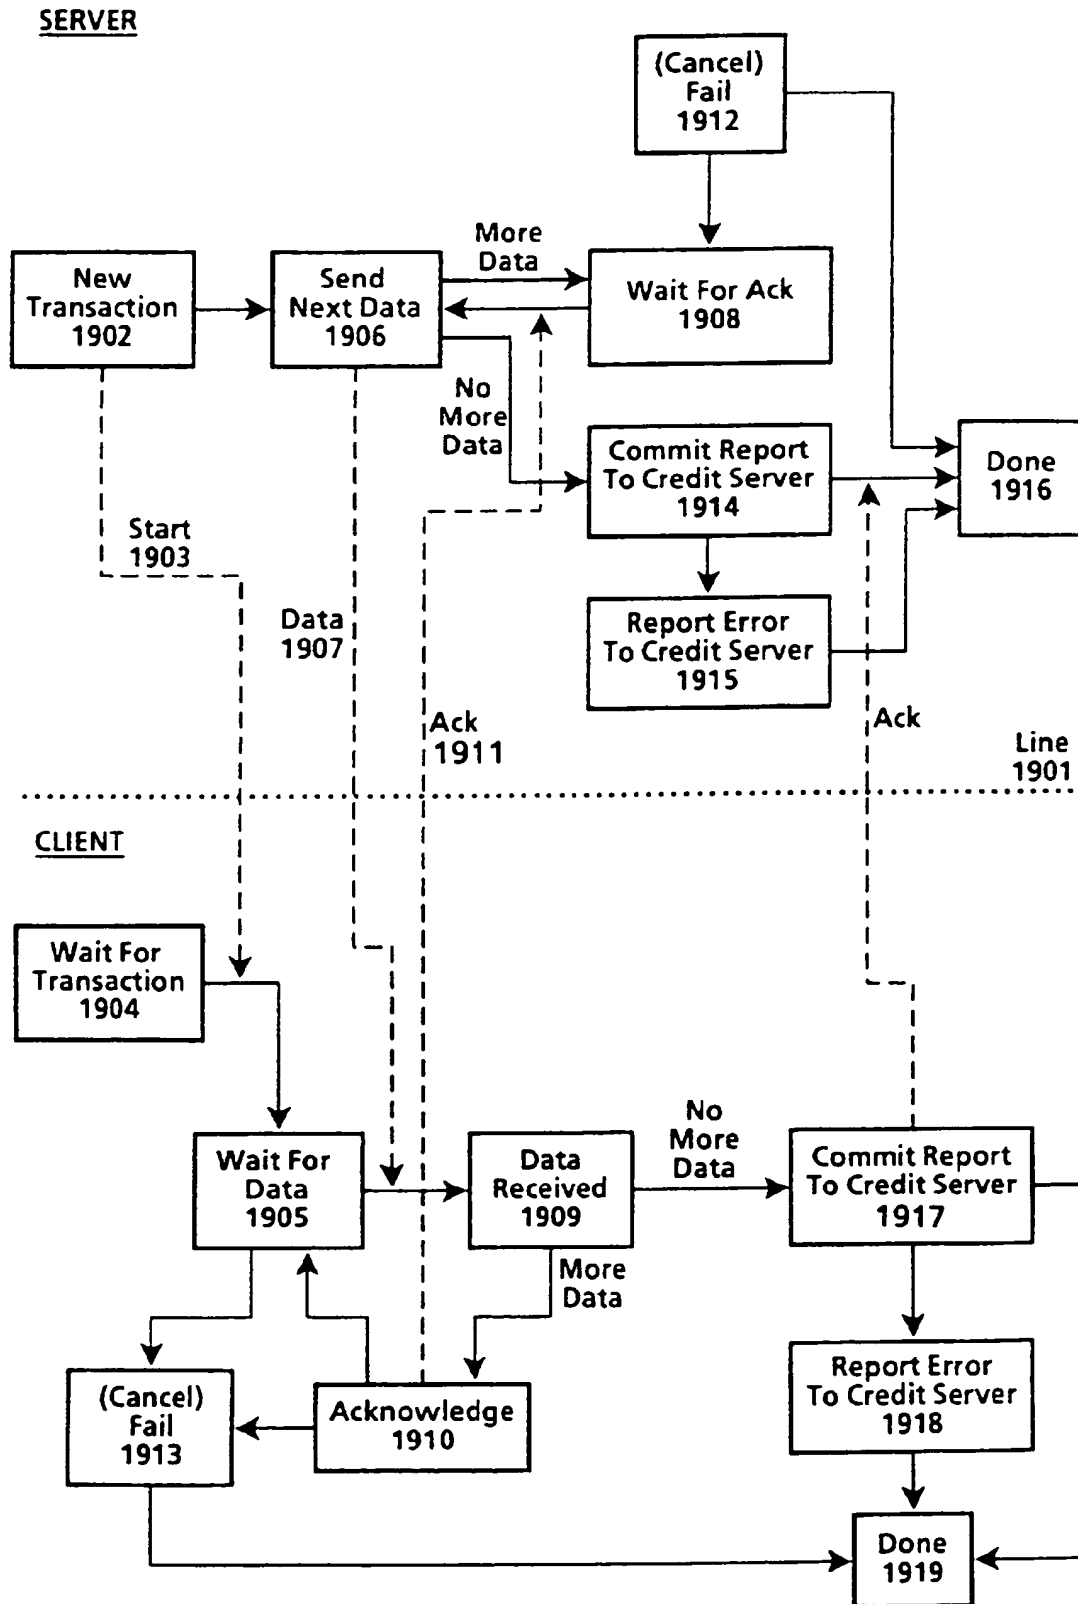 SERVER
(Cancel)
Fail
1912
More
Data
New
Transaction
1902
Send
Next Data
1906
Wait For Ack
1908
No
More
Data
Commit Report
To Credit Server
1914
Done
1916
Start
1903
Data
1907
Report Error
To Credit Server
1915
Ack
1911
Ack
Line
1901
CLIENT
Wait For
Transaction
1904
Wait For
Data
1905
Data
Received
1909
No
More
Data
Commit Report
To Credit Server
1917
More
Data
(Cancel)
Fail
1913
Acknowledge
1910
Report Error
To Credit Server
1918
Done
1919